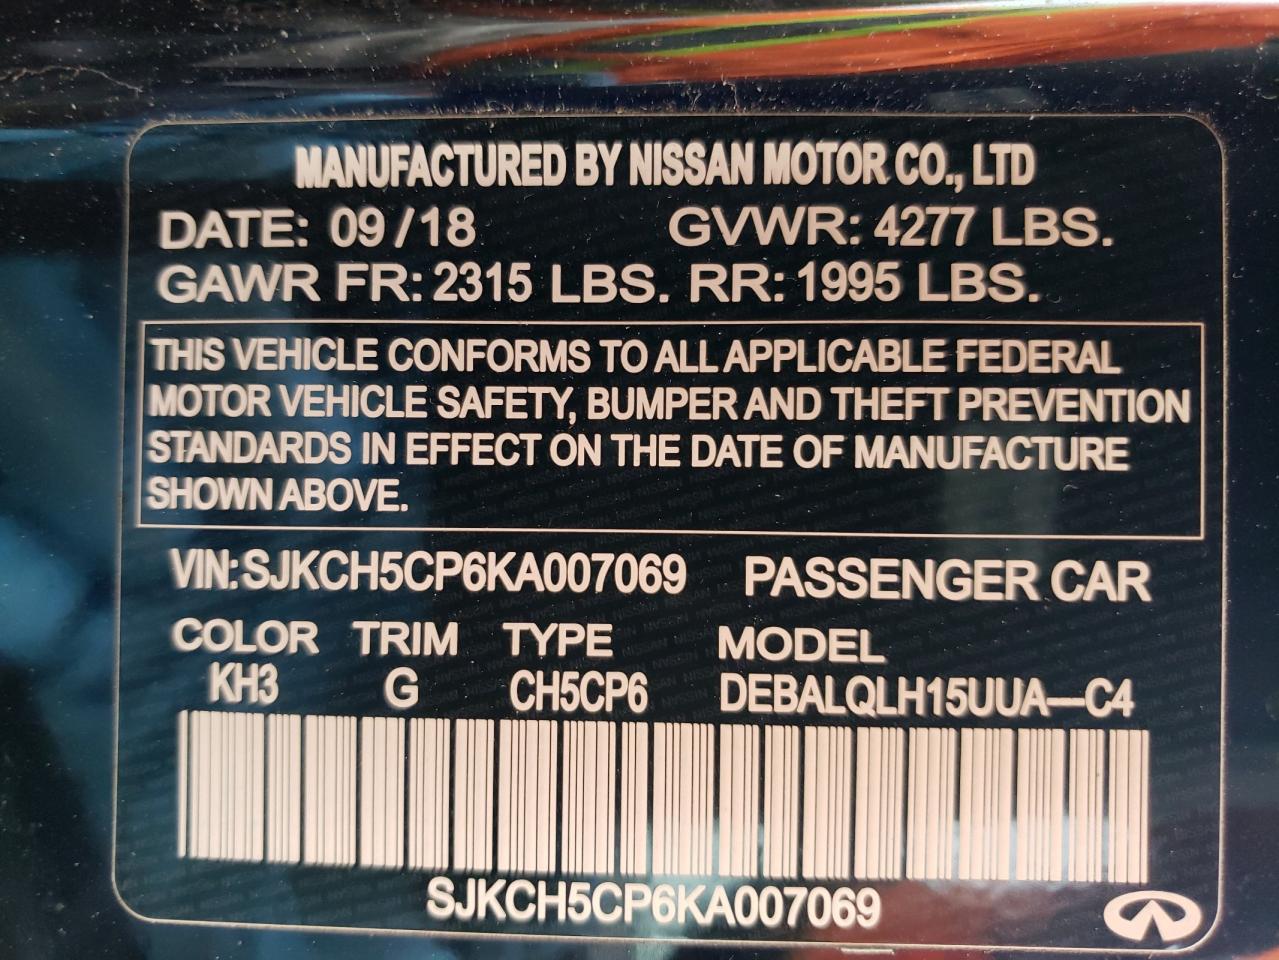 MANUFACTURED BY NISSAN MOTOR CO., LTD
DATE: 09/18 GVWR: 4277 LBS.
GAWR FR: 2315 LBS. RR: 1995 LBS.
THIS VEHICLE CONFORMS TO ALL APPLICABLE FEDERAL
MOTOR VEHICLE SAFETY, BUMPER AND THEFT PREVENTION
STANDARDS IN EFFECT ON THE DATE OF MANUFACTURE
SHOWN ABOVE.
VIN: SJKCH5CP6KA007069 PASSENGER CAR
COLOR TRIM TYPE MODEL
KH3 G CH5CP6 DEBALQLH15UUA—C4
SJKCH5CP6KA007069